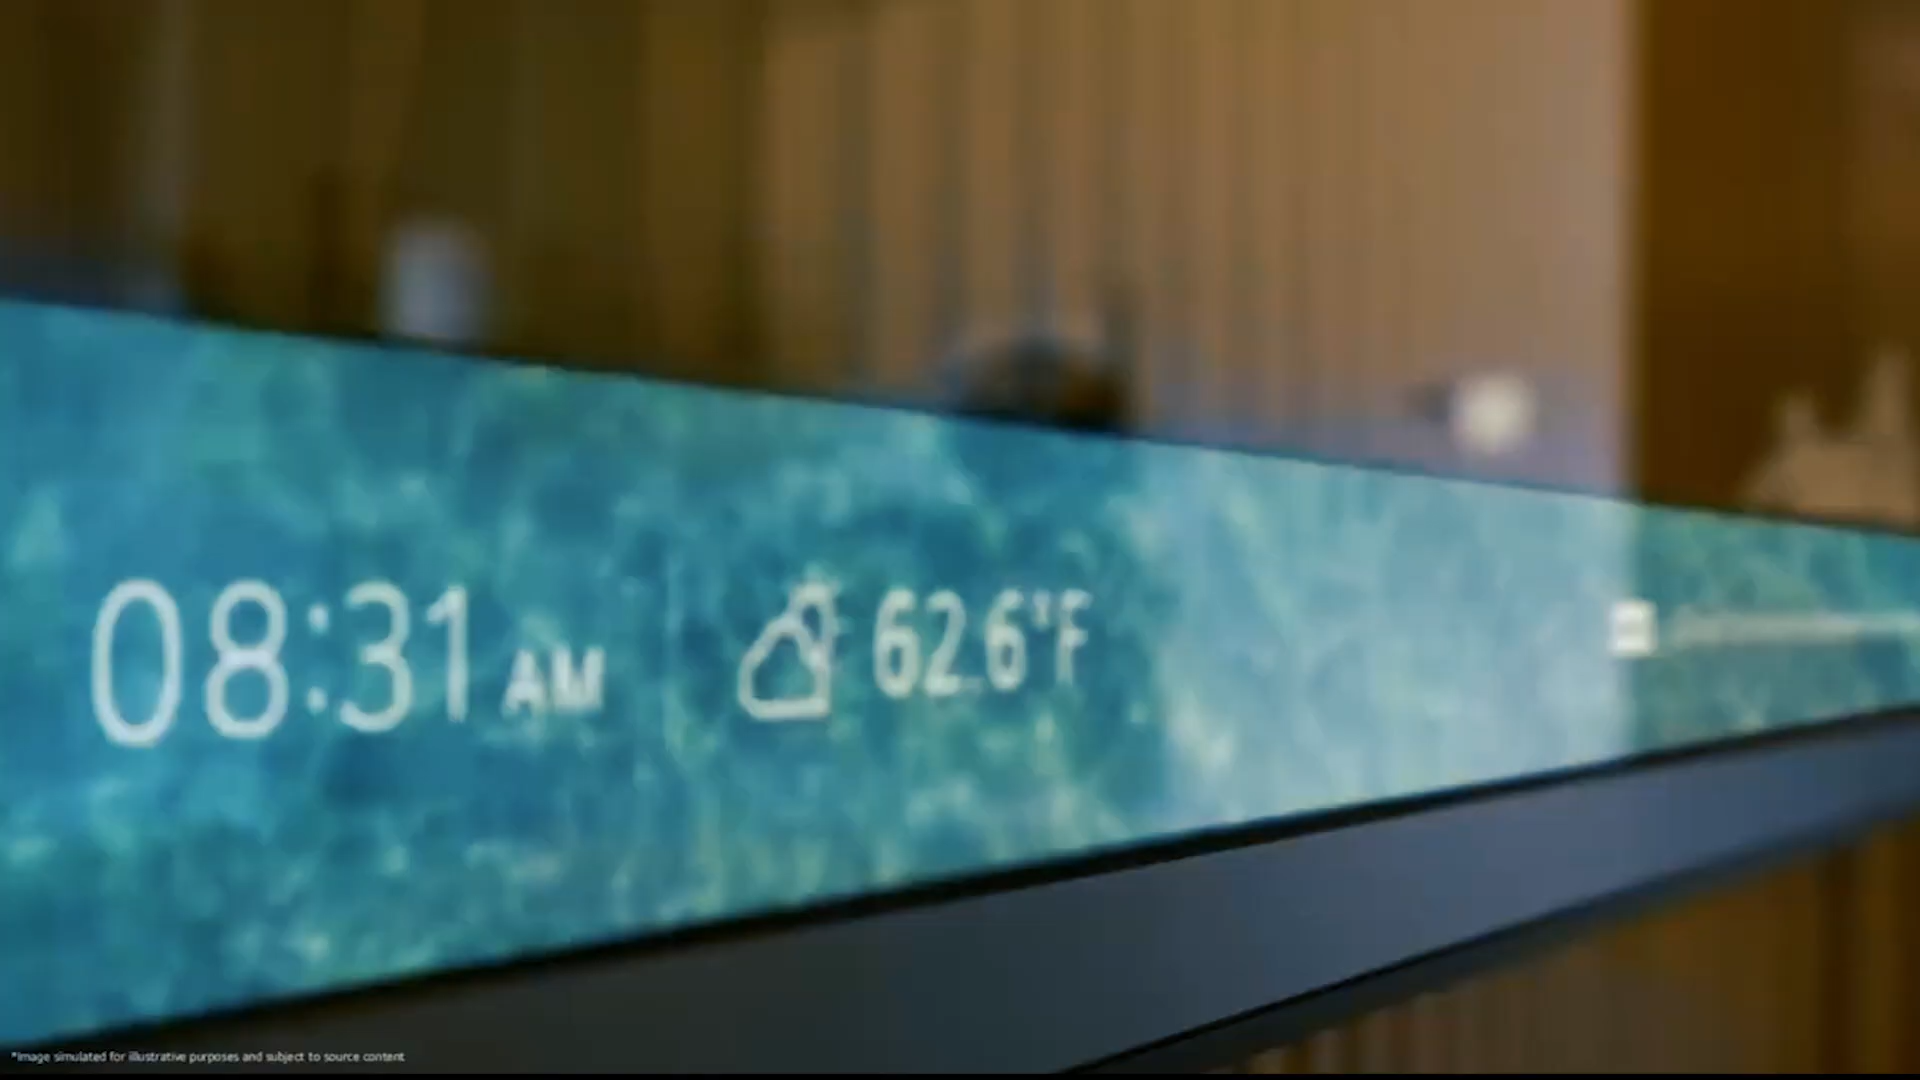 08:31 AM 62.6°F
*Image simulated for illustrative purposes and subject to source content